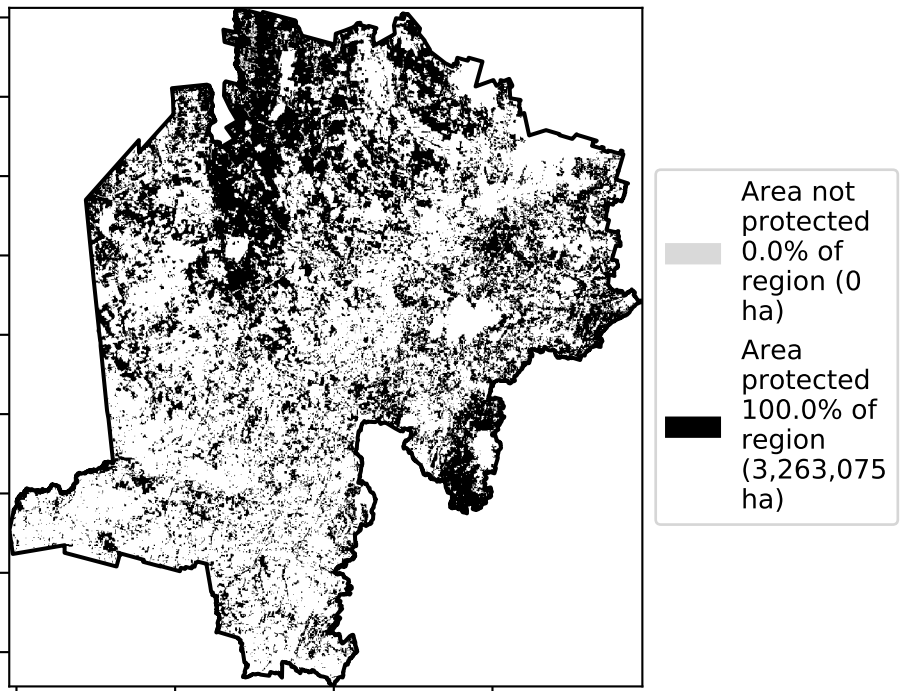 Area not
protected
0.0% of
region (0
ha)
Area
protected
100.0% of
region
(3,263,075
ha)